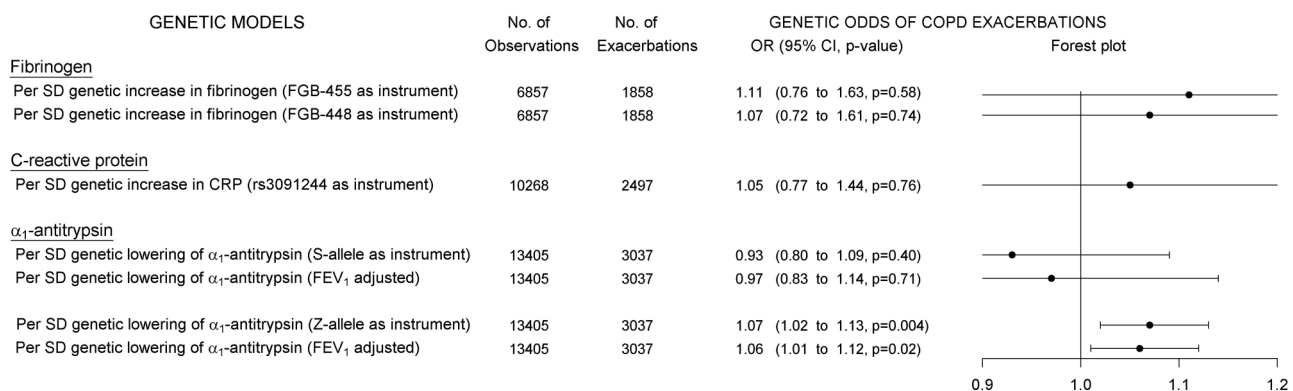 GENETIC MODELS No. of No. of GENETIC ODDS OF COPD EXACERBATIONS
Observations Exacerbations OR (95% CI, p-value) Forest plot
Fibrinogen
Per SD genetic increase in fibrinogen (FGB-455 as instrument) 6857 1858 1.11 (0.76 to 1.63, p=0.58)
Per SD genetic increase in fibrinogen (FGB-448 as instrument) 6857 1858 1.07 (0.72 to 1.61, p=0.74)
C-reactive protein
Per SD genetic increase in CRP (rs3091244 as instrument) 10268 2497 1.05 (0.77 to 1.44, p=0.76)
α₁-antitrypsin
Per SD genetic lowering of α₁-antitrypsin (S-allele as instrument) 13405 3037 0.93 (0.80 to 1.09, p=0.40)
Per SD genetic lowering of α₁-antitrypsin (FEV₁ adjusted) 13405 3037 0.97 (0.83 to 1.14, p=0.71)
Per SD genetic lowering of α₁-antitrypsin (Z-allele as instrument) 13405 3037 1.07 (1.02 to 1.13, p=0.004)
Per SD genetic lowering of α₁-antitrypsin (FEV₁ adjusted) 13405 3037 1.06 (1.01 to 1.12, p=0.02)
0.9 1.0 1.1 1.2